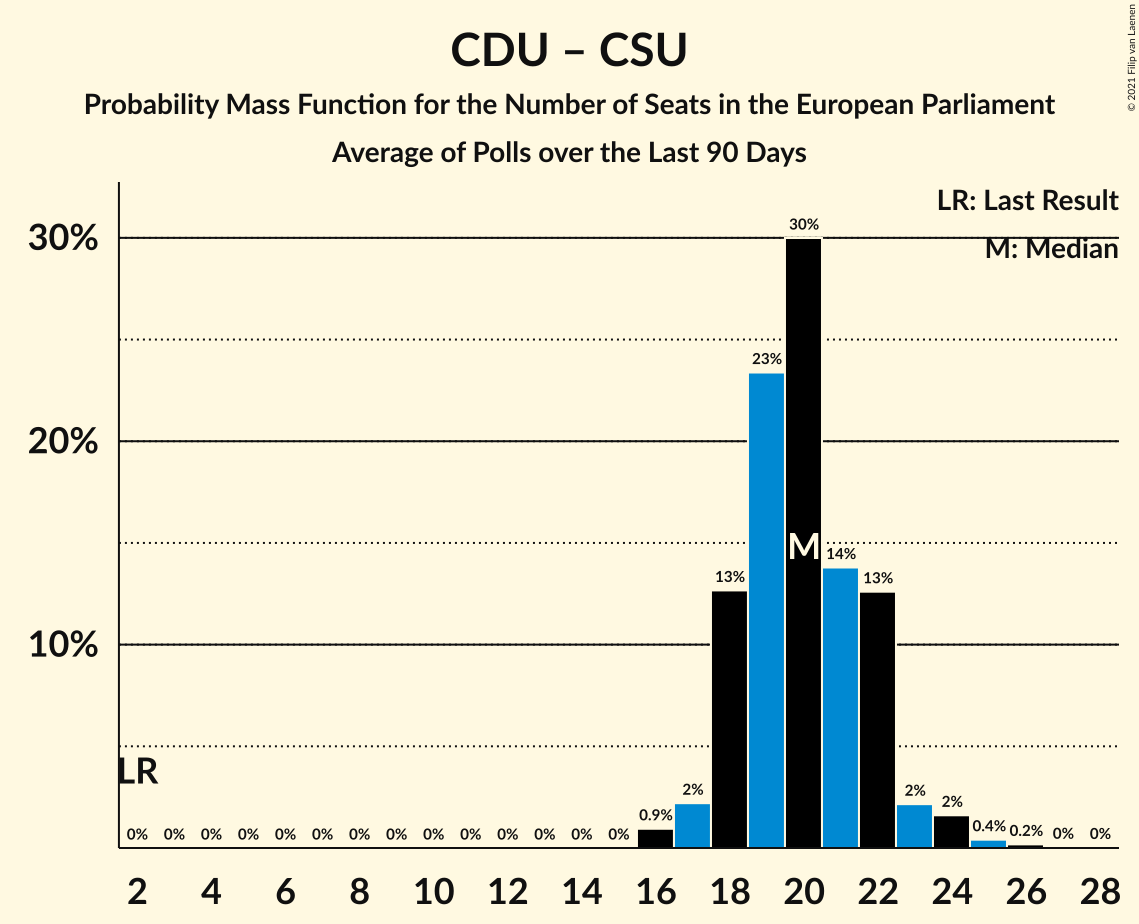 CDU – CSU
Probability Mass Function for the Number of Seats in the European Parliament
Average of Polls over the Last 90 Days
© 2021 Filip van Laenen
LR: Last Result
M: Median
30%
20%
10%
LR
M
0% 0% 0% 0% 0% 0% 0% 0% 0% 0% 0% 0% 0% 0% 0.9% 2% 13% 23% 30% 14% 13% 2% 2% 0.4% 0.2% 0% 0%
2 4 6 8 10 12 14 16 18 20 22 24 26 28